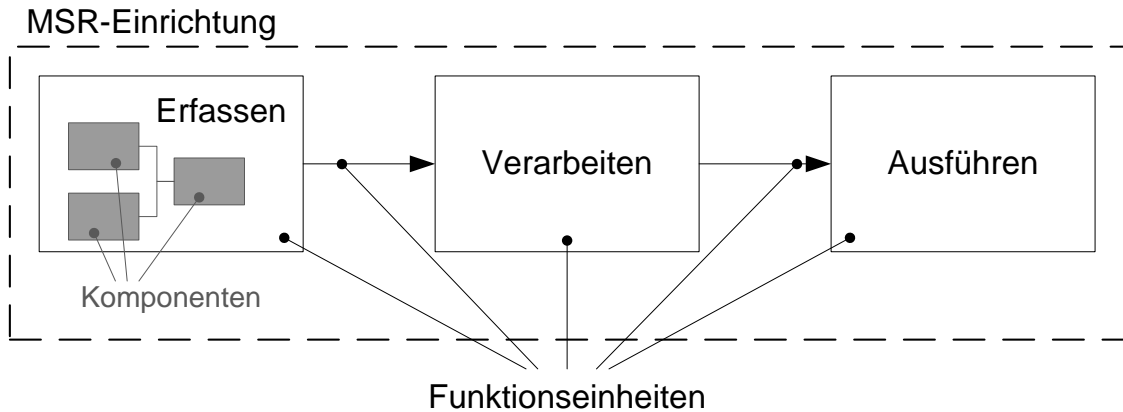 MSR-Einrichtung
Erfassen
Verarbeiten
Ausführen
Komponenten
Funktionseinheiten